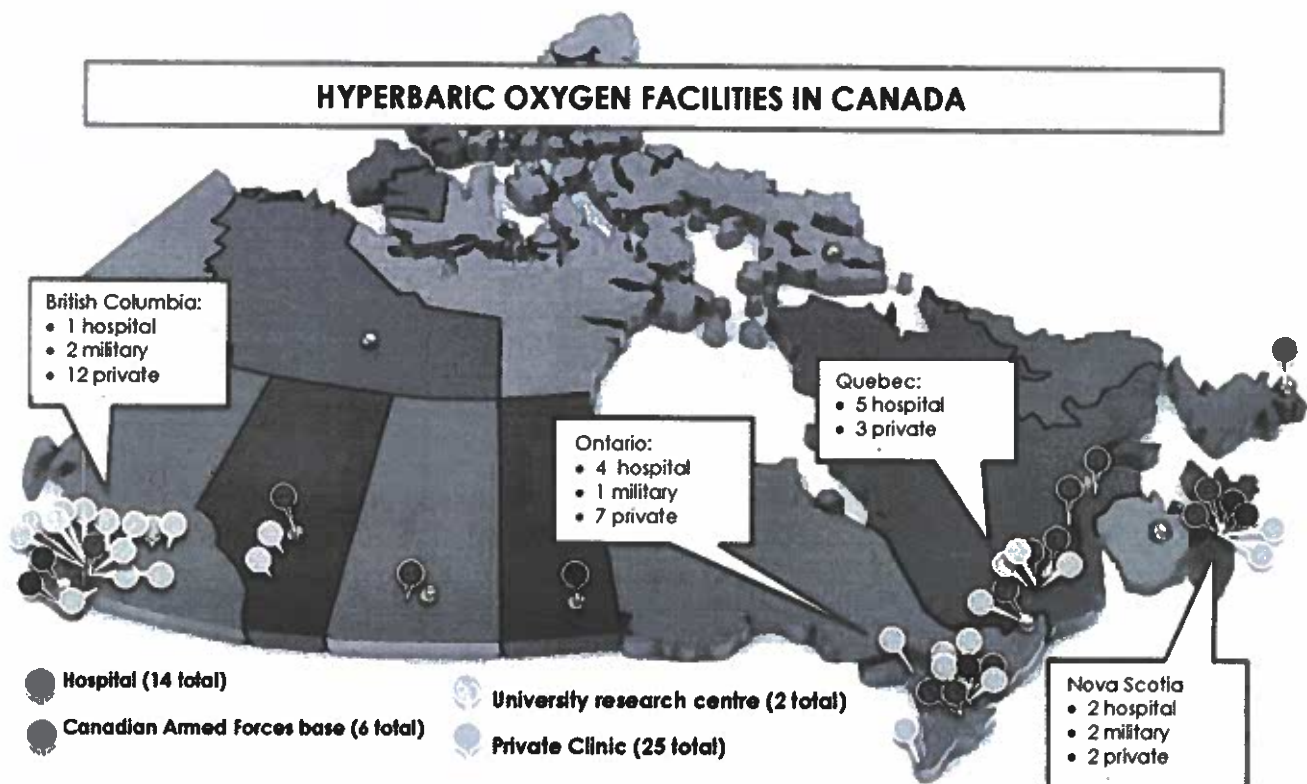 HYPERBARIC OXYGEN FACILITIES IN CANADA
British Columbia:
• 1 hospital
• 2 military
• 12 private
Quebec:
• 5 hospital
• 3 private
Ontario:
• 4 hospital
• 1 military
• 7 private
Nova Scotia
• 2 hospital
• 2 military
• 2 private
Hospital (14 total)
Canadian Armed Forces base (6 total)
University research centre (2 total)
Private Clinic (25 total)